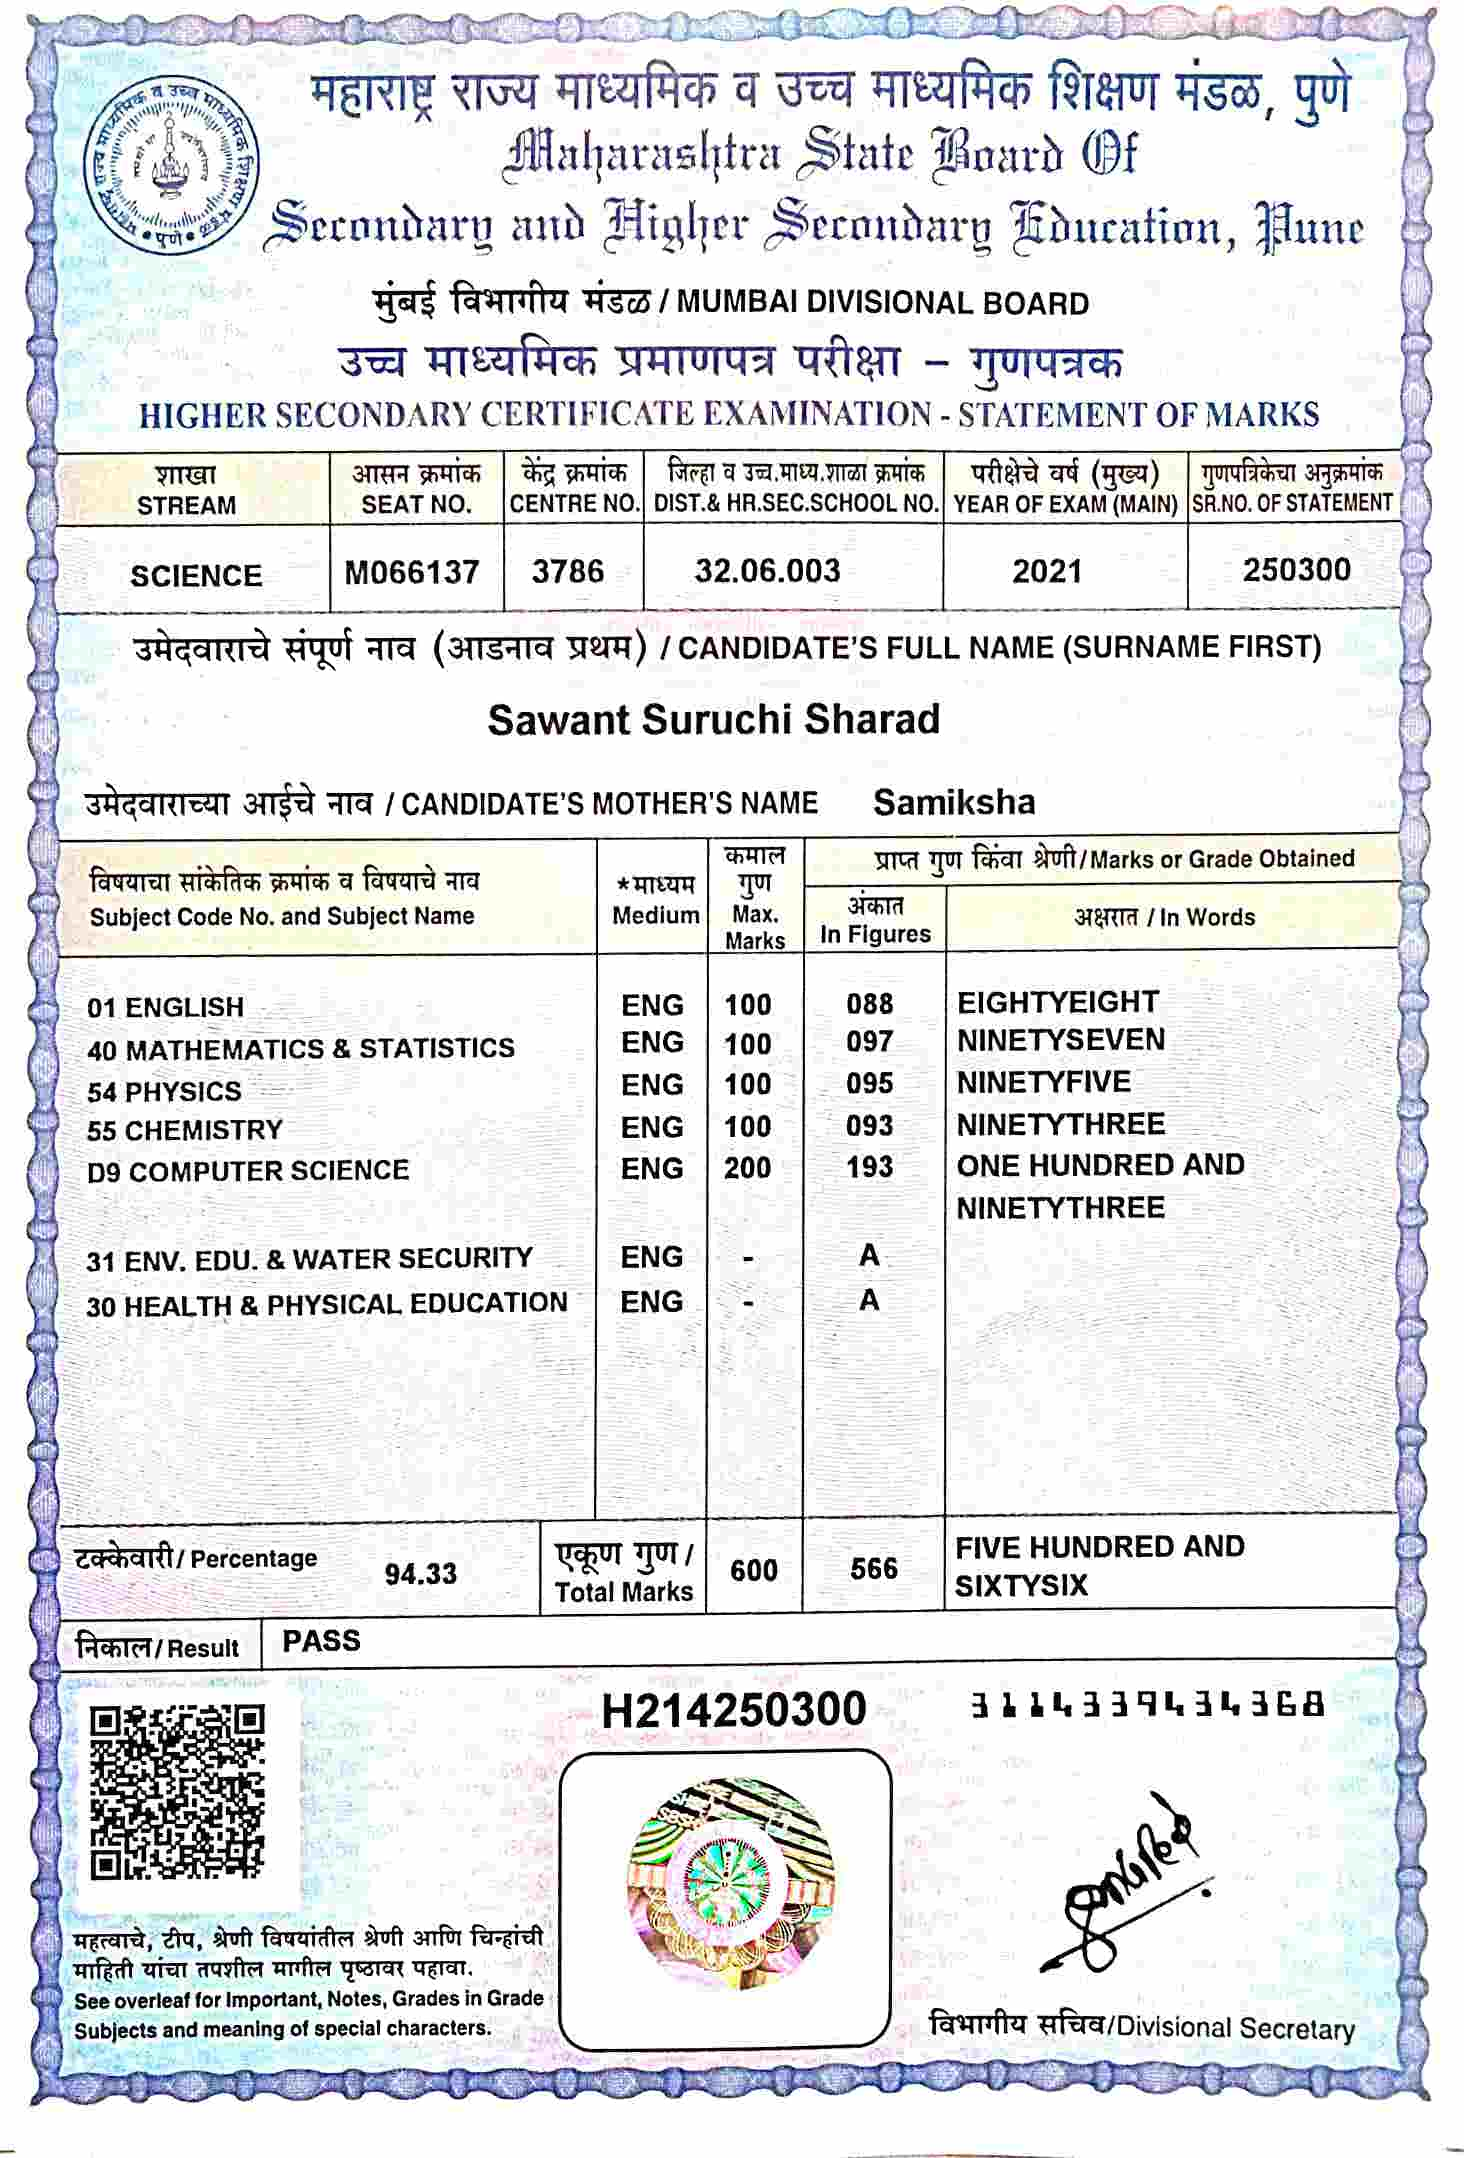 महाराष्ट्र राज्य माध्यमिक व उच्च माध्यमिक शिक्षण मंडळ, पुणे
Maharashtra State Board Of
Secondary and Higher Secondary Education, Pune
मुंबई विभागीय मंडळ / MUMBAI DIVISIONAL BOARD
उच्च माध्यमिक प्रमाणपत्र परीक्षा – गुणपत्रक
HIGHER SECONDARY CERTIFICATE EXAMINATION - STATEMENT OF MARKS
शाखा आसन क्रमांक केंद्र क्रमांक जिल्हा व उच्च.माध्य.शाळा क्रमांक परीक्षेचे वर्ष (मुख्य) गुणपत्रिकेचा अनुक्रमांक
STREAM SEAT NO. CENTRE NO. DIST.& HR.SEC.SCHOOL NO. YEAR OF EXAM (MAIN) SR.NO. OF STATEMENT
SCIENCE M066137 3786 32.06.003 2021 250300
उमेदवाराचे संपूर्ण नाव (आडनाव प्रथम) / CANDIDATE'S FULL NAME (SURNAME FIRST)
Sawant Suruchi Sharad
उमेदवाराच्या आईचे नाव / CANDIDATE'S MOTHER'S NAME Samiksha
विषयाचा सांकेतिक क्रमांक व विषयाचे नाव
Subject Code No. and Subject Name
*माध्यम
Medium
कमाल
गुण
Max.
Marks
प्राप्त गुण किंवा श्रेणी/Marks or Grade Obtained
अंकात
In Figures
अक्षरात / In Words
01 ENGLISH ENG 100 088 EIGHTYEIGHT
40 MATHEMATICS & STATISTICS ENG 100 097 NINETYSEVEN
54 PHYSICS ENG 100 095 NINETYFIVE
55 CHEMISTRY ENG 100 093 NINETYTHREE
D9 COMPUTER SCIENCE ENG 200 193 ONE HUNDRED AND
NINETYTHREE
31 ENV. EDU. & WATER SECURITY ENG - A
30 HEALTH & PHYSICAL EDUCATION ENG - A
टक्केवारी/ Percentage 94.33
एकूण गुण /
Total Marks
600 566
FIVE HUNDRED AND
SIXTYSIX
निकाल/ Result PASS
H214250300
3114339434368
महत्वाचे, टीप, श्रेणी विषयांतील श्रेणी आणि चिन्हांची
माहिती यांचा तपशील मागील पृष्ठावर पहावा.
See overleaf for Important, Notes, Grades in Grade
Subjects and meaning of special characters.
विभागीय सचिव/Divisional Secretary